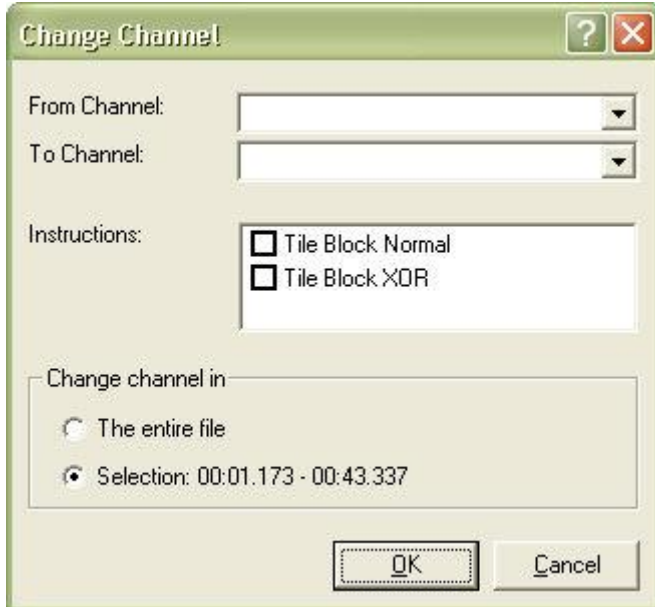 Change Channel
From Channel:
To Channel:
Instructions:
Tile Block Normal
Tile Block XOR
Change channel in
The entire file
Selection: 00:01.173 - 00:43.337
OK
Cancel